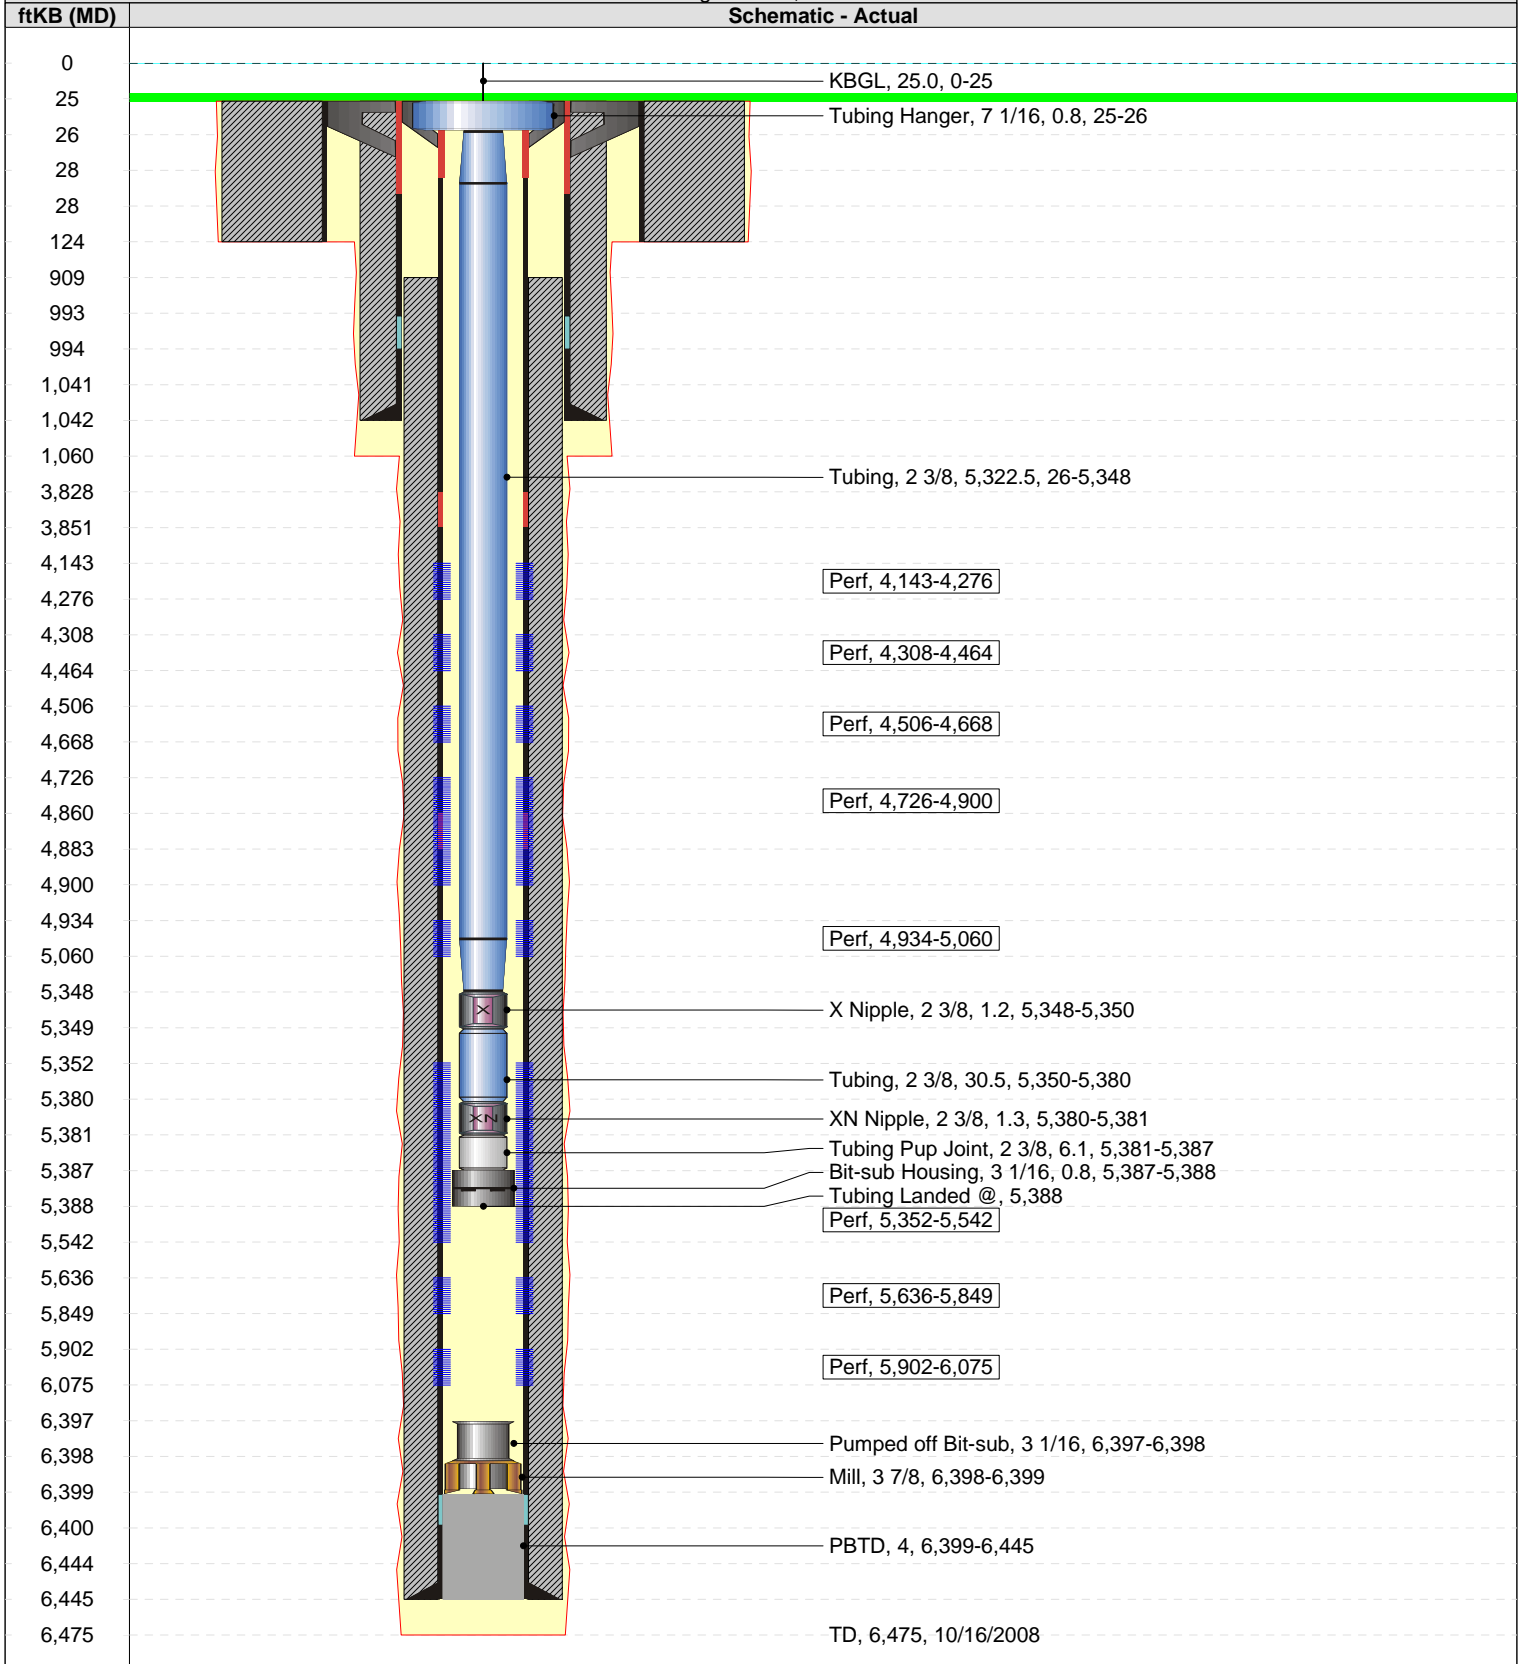 ftKB (MD) Schematic - Actual
0
KBGL, 25.0, 0-25
25
Tubing Hanger, 7 1/16, 0.8, 25-26
26
28
28
124
909
993
994
1,041
1,042
1,060
Tubing, 2 3/8, 5,322.5, 26-5,348
3,828
3,851
4,143
Perf, 4,143-4,276
4,276
4,308
Perf, 4,308-4,464
4,464
4,506
Perf, 4,506-4,668
4,668
4,726
Perf, 4,726-4,900
4,860
4,883
4,900
4,934
Perf, 4,934-5,060
5,060
5,348
X
X Nipple, 2 3/8, 1.2, 5,348-5,350
5,349
5,352
Tubing, 2 3/8, 30.5, 5,350-5,380
5,380
XN
XN Nipple, 2 3/8, 1.3, 5,380-5,381
5,381
Tubing Pup Joint, 2 3/8, 6.1, 5,381-5,387
5,387
Bit-sub Housing, 3 1/16, 0.8, 5,387-5,388
Tubing Landed @, 5,388
5,388
Perf, 5,352-5,542
5,542
5,636
Perf, 5,636-5,849
5,849
5,902
Perf, 5,902-6,075
6,075
6,397
Pumped off Bit-sub, 3 1/16, 6,397-6,398
6,398
Mill, 3 7/8, 6,398-6,399
6,399
6,400
PBTD, 4, 6,399-6,445
6,444
6,445
6,475
TD, 6,475, 10/16/2008